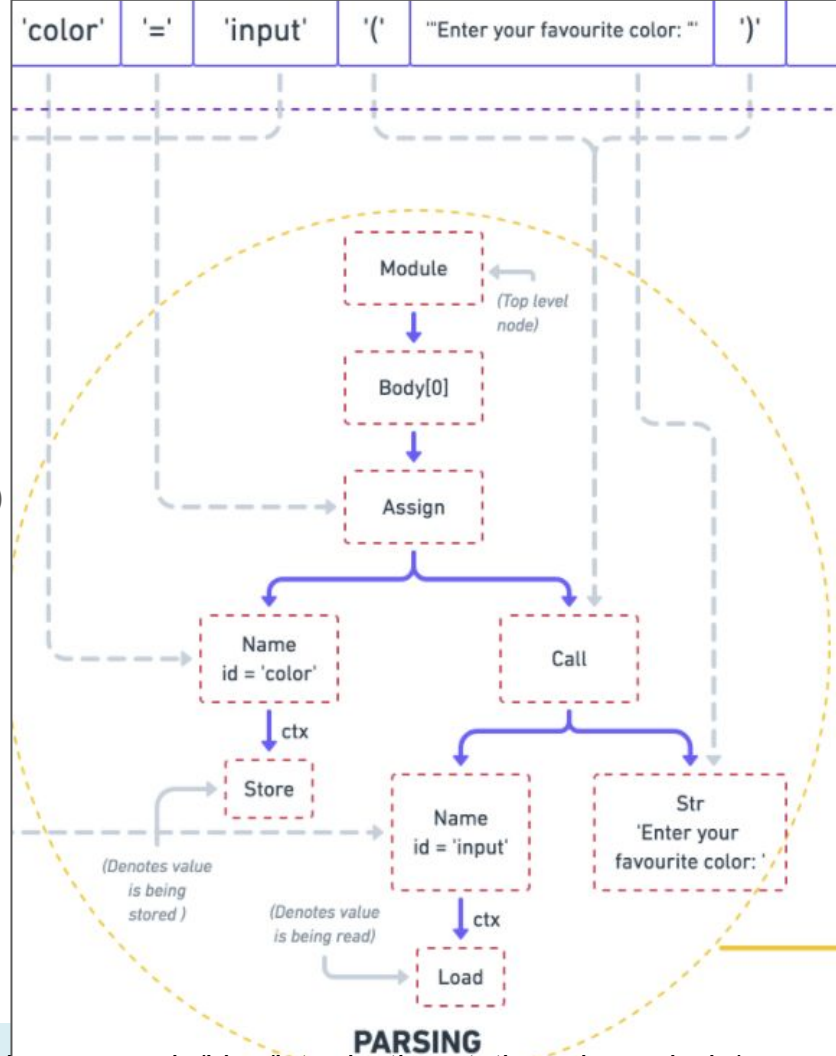 'color' '=' 'input' '(' '"Enter your favourite color: "' ')'
Module
(Top level
node)
Body[0]
)
Assign
Name
id = 'color'
Call
ctx
Store
Name
id = 'input'
Str
'Enter your
favourite color: '
(Denotes value
is being
stored )
(Denotes value
is being read)
ctx
Load
PARSING